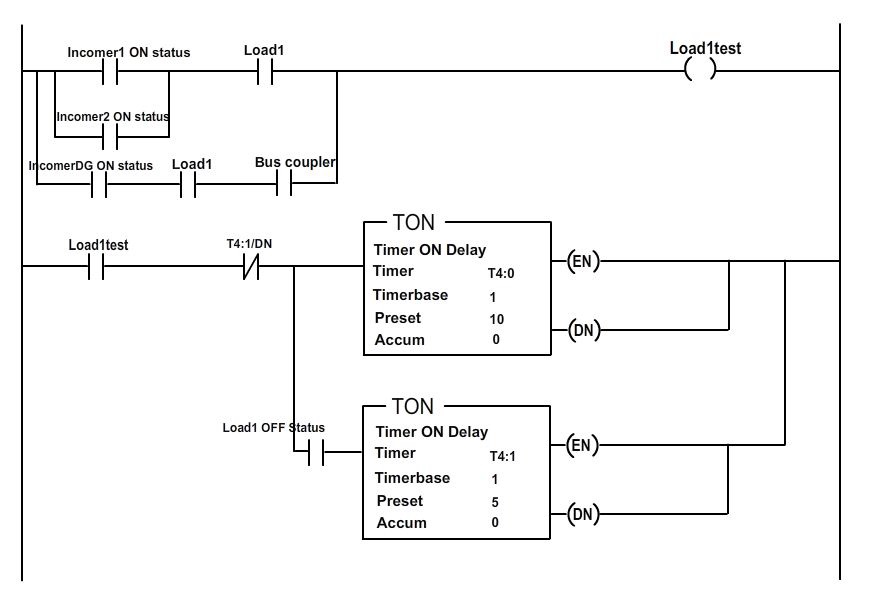 Incomer1 ON status
Load1
Load1test
Incomer2 ON status
IncomerDG ON status
Load1
Bus coupler
Load1test
T4:1/DN
TON
Timer ON Delay
Timer T4:0
Timerbase 1
Preset 10
Accum 0
EN
DN
Load1 OFF Status
TON
Timer ON Delay
Timer T4:1
Timerbase 1
Preset 5
Accum 0
EN
DN